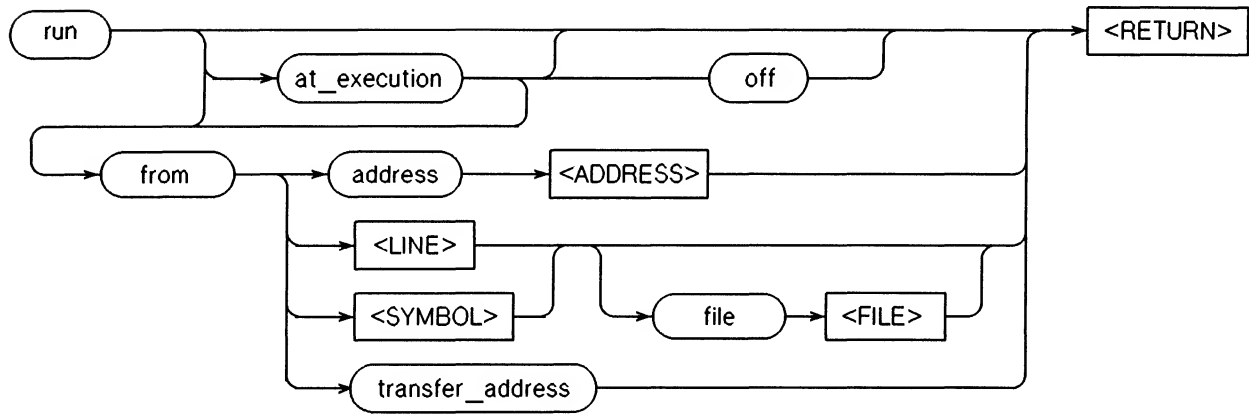 run
<RETURN>
at_execution
off
from
address
<ADDRESS>
<LINE>
<SYMBOL>
file
<FILE>
transfer_address